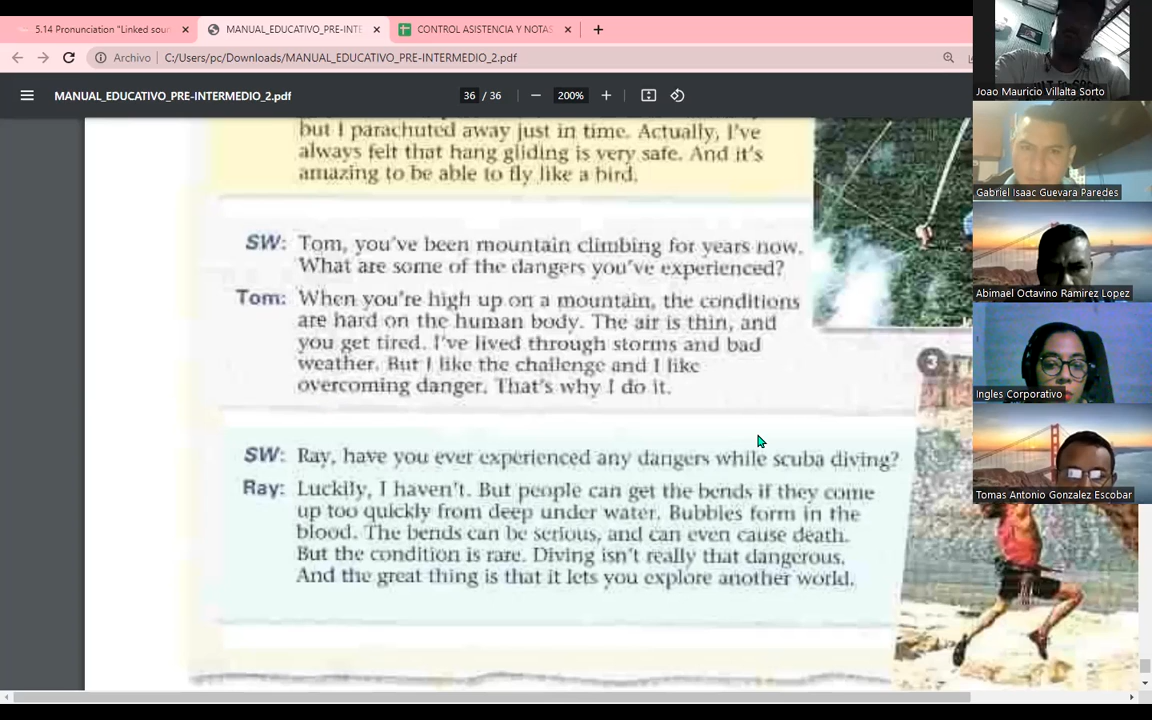 5.14 Pronunciation "Linked soun
MANUAL_EDUCATIVO_PRE-INTE
CONTROL ASISTENCIA Y NOTAS
Archivo
C:/Users/pc/Downloads/MANUAL_EDUCATIVO_PRE-INTERMEDIO_2.pdf
MANUAL_EDUCATIVO_PRE-INTERMEDIO_2.pdf
36 / 36
200%
but I parachuted away just in time. Actually, I've
always felt that hang gliding is very safe. And it's
amazing to be able to fly like a bird.
SW: Tom, you've been mountain climbing for years now.
What are some of the dangers you've experienced?
Tom: When you're high up on a mountain, the conditions
are hard on the human body. The air is thin, and
you get tired. I've lived through storms and bad
weather. But I like the challenge and I like
overcoming danger. That's why I do it.
3
SW: Ray, have you ever experienced any dangers while scuba diving?
Ray: Luckily, I haven't. But people can get the bends if they come
up too quickly from deep under water. Bubbles form in the
blood. The bends can be serious, and can even cause death.
But the condition is rare. Diving isn't really that dangerous.
And the great thing is that it lets you explore another world.
Joao Mauricio Villalta Sorto
Gabriel Isaac Guevara Paredes
Abimael Octavino Ramirez Lopez
Ingles Corporativo
Tomas Antonio Gonzalez Escobar